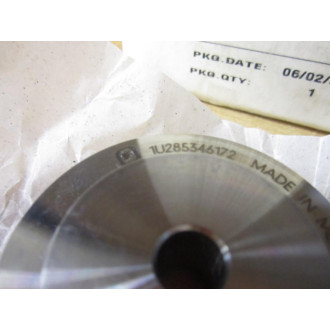 PKG.DATE: 06/02/
PKG.QTY: 1
1U285346172 MADE IN M